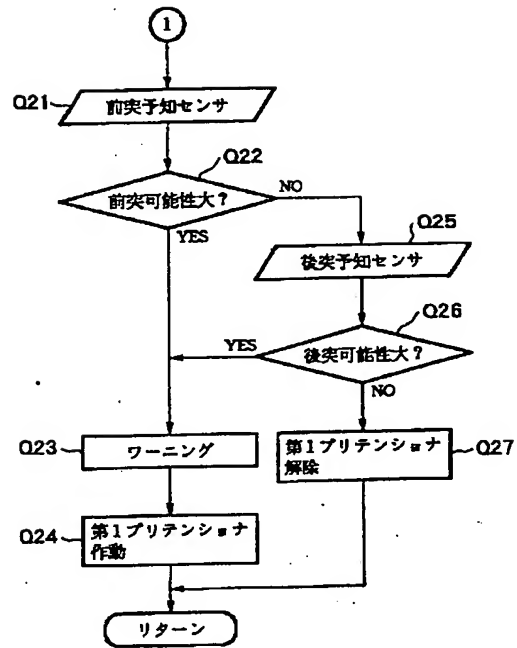 1
Q21
前突予知センサ
Q22
前突可能性大?
NO
YES
Q25
後突予知センサ
Q26
後突可能性大?
YES
NO
Q23
ワーニング
第1プリテンショナ
解除
Q27
Q24
第1プリテンショナ
作動
リターン